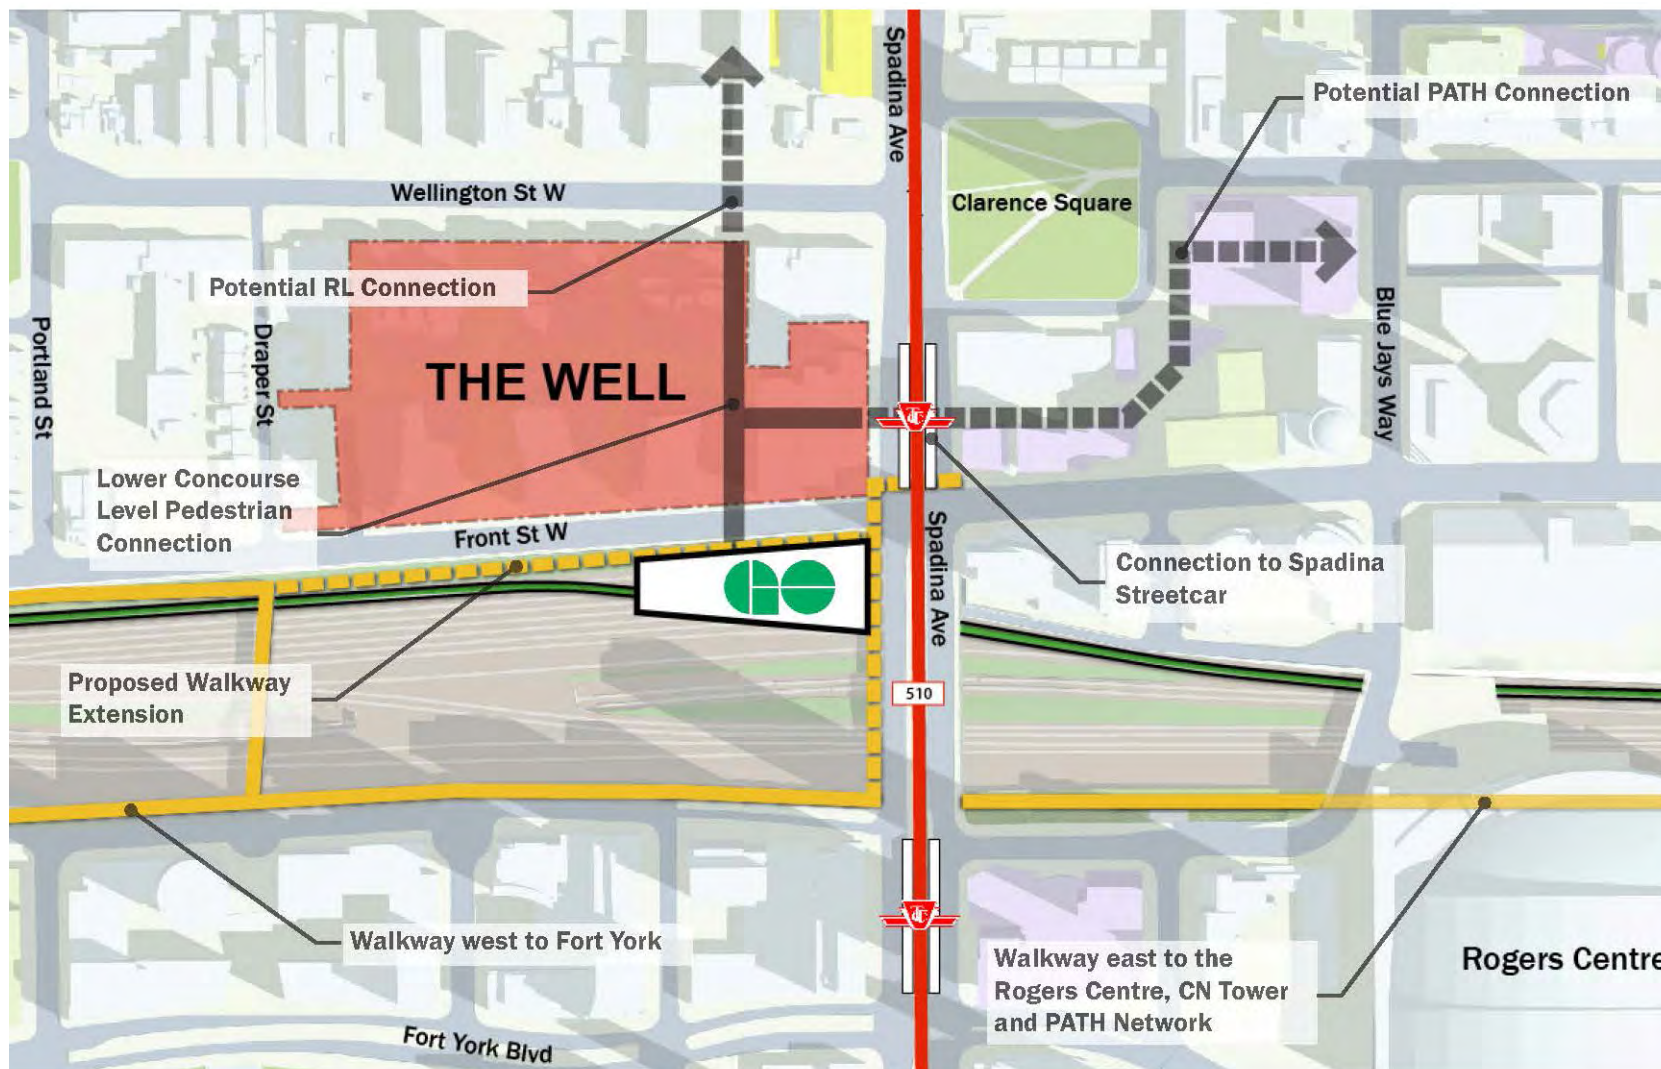 Spadina Ave
Potential PATH Connection
Wellington St W
Clarence Square
Potential RL Connection
Portland St
Draper St
THE WELL
Blue Jays Way
Lower Concourse
Level Pedestrian
Connection
Front St W
Spadina Ave
Connection to Spadina
Streetcar
GO
Proposed Walkway
Extension
510
Walkway west to Fort York
Walkway east to the
Rogers Centre, CN Tower
and PATH Network
Rogers Centre
Fort York Blvd
TTC
TTC